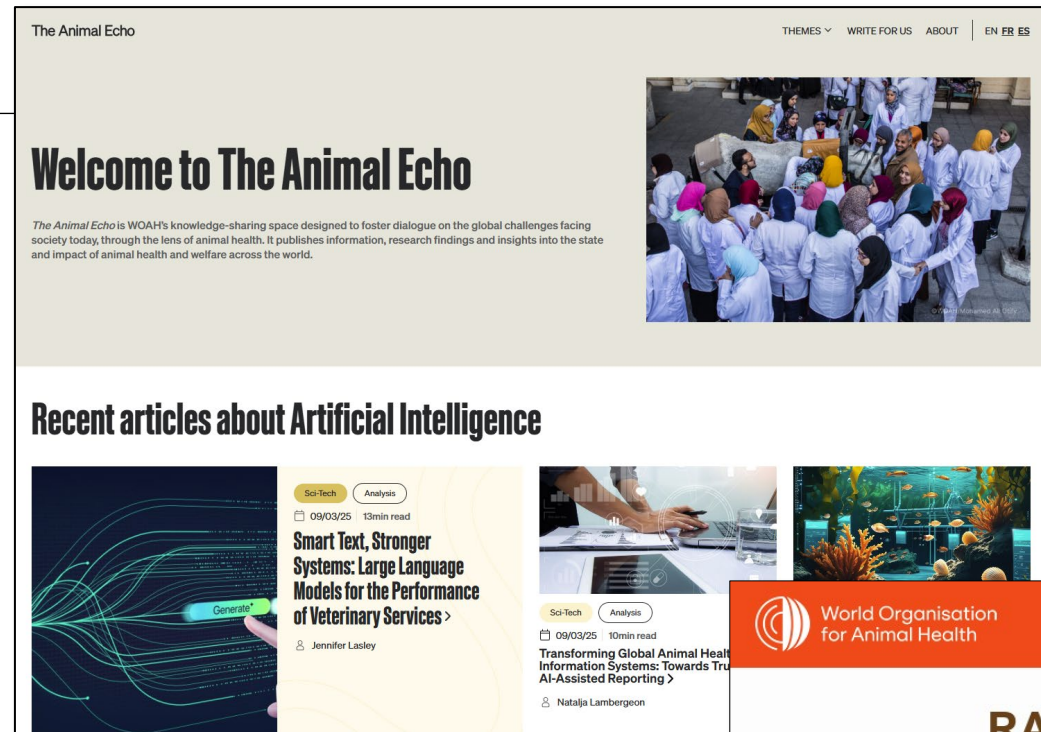 The Animal Echo
THEMES WRITE FOR US ABOUT EN FR ES
Welcome to The Animal Echo
The Animal Echo is WOAH's knowledge-sharing space designed to foster dialogue on the global challenges facing
society today, through the lens of animal health. It publishes information, research findings and insights into the state
and impact of animal health and welfare across the world.
Recent articles about Artificial Intelligence
Generate
Sci-Tech Analysis
09/03/25 13min read
Smart Text, Stronger
Systems: Large Language
Models for the Performance
of Veterinary Services >
Jennifer Lasley
Sci-Tech Analysis
09/03/25 10min read
Transforming Global Animal Healt
Information Systems: Towards Tru
AI-Assisted Reporting >
Natalja Lambergeon
World Organisation
for Animal Health
RA